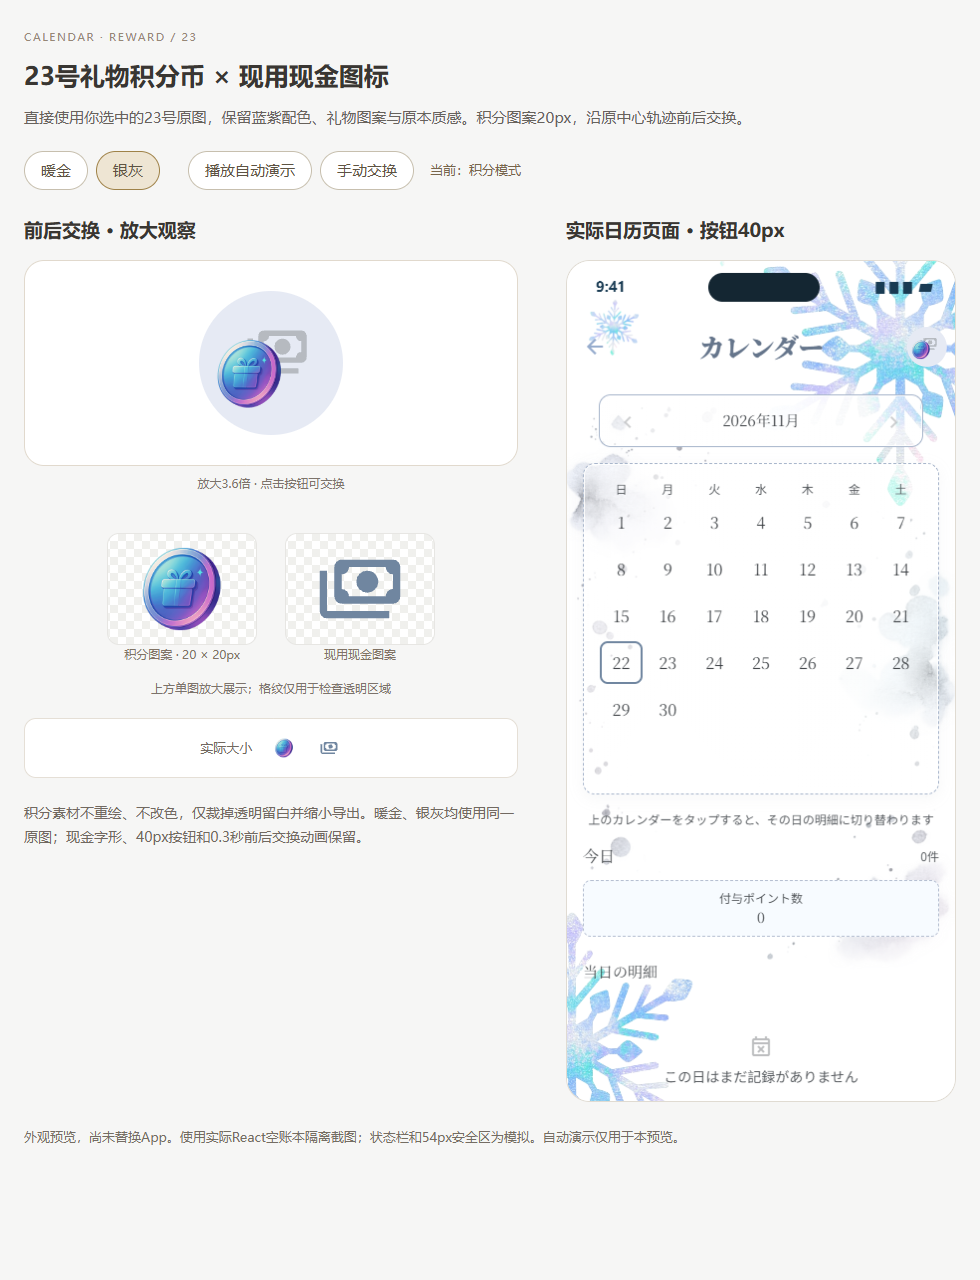 CALENDAR · REWARD / 23
23号礼物积分币 × 现用现金图标
直接使用你选中的23号原图，保留蓝紫配色、礼物图案与原本质感。积分图案20px，沿原中心轨迹前后交换。
暖金 银灰 播放自动演示 手动交换 当前：积分模式
前后交换 • 放大观察
放大3.6倍 · 点击按钮可交换
积分图案 · 20 × 20px 现用现金图案
上方单图放大展示；格纹仅用于检查透明区域
实际大小
积分素材不重绘、不改色，仅裁掉透明留白并缩小导出。暖金、银灰均使用同一
原图；现金字形、40px按钮和0.3秒前后交换动画保留。
实际日历页面 • 按钮40px
9:41
カレンダー
2026年11月
日 月 火 水 木 金 土
1 2 3 4 5 6 7
8 9 10 11 12 13 14
15 16 17 18 19 20 21
22 23 24 25 26 27 28
29 30
上のカレンダーをタップすると、その日の明細に切り替わります
今日 0件
付与ポイント数
0
当日の明細
この日はまだ記録がありません
外观预览，尚未替换App。使用实际React空账本隔离截图；状态栏和54px安全区为模拟。自动演示仅用于本预览。